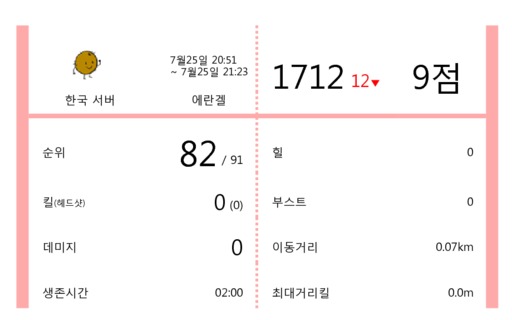 7월25일 20:51
~ 7월25일 21:23
한국 서버
에란겔
1712 12▼
9점
순위
82 / 91
킬(헤드샷)
0 (0)
데미지
0
생존시간
02:00
힐
0
부스트
0
이동거리
0.07km
최대거리킬
0.0m